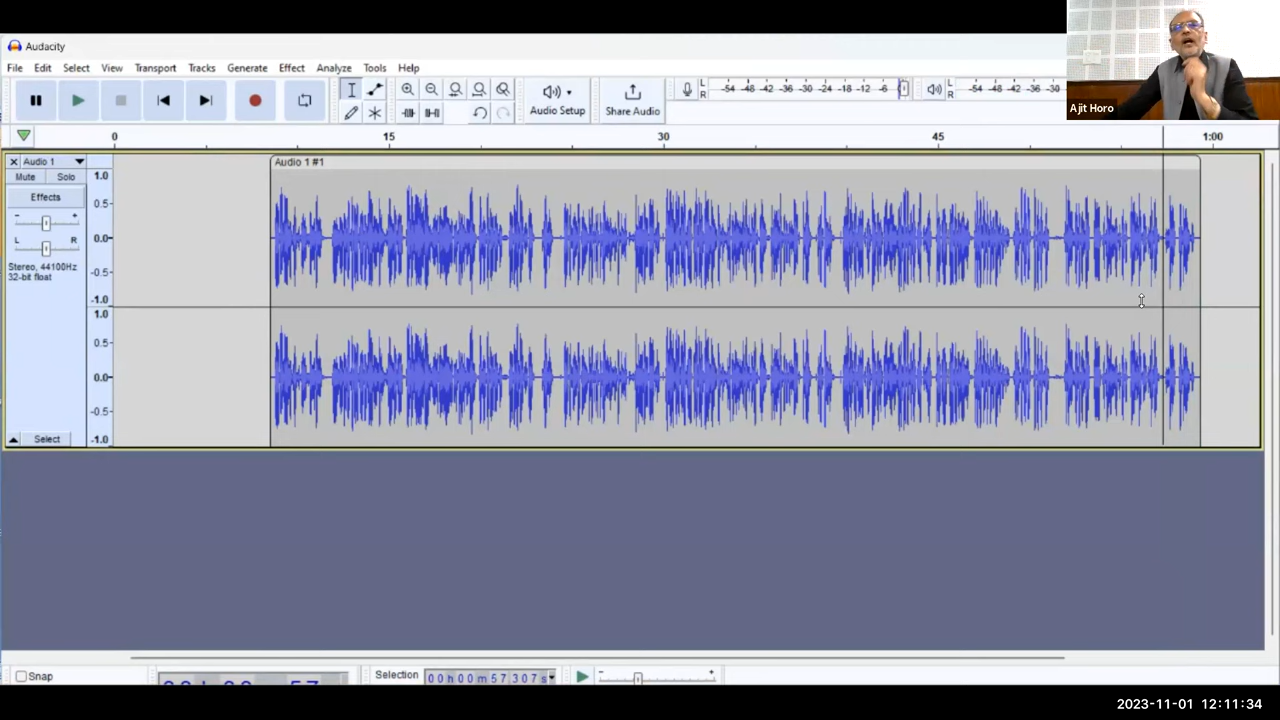 Audacity
File Edit Select View Transport Tracks Generate Effect Analyze Tools Help
Audio Setup
Share Audio
L
R
-54 -48 -42 -36 -30 -24 -18 -12 -6
L
R
-54 -48 -42 -36 -30
Ajit Horo
0 15 30 45 1:00
Audio 1
Audio 1 #1
Mute Solo
Effects
- +
L R
Stereo, 44100Hz
32-bit float
Select
1.0
0.5
0.0
-0.5
-1.0
1.0
0.5
0.0
-0.5
-1.0
Snap
Selection
00h00m57.307s
- +
2023-11-01 12:11:34